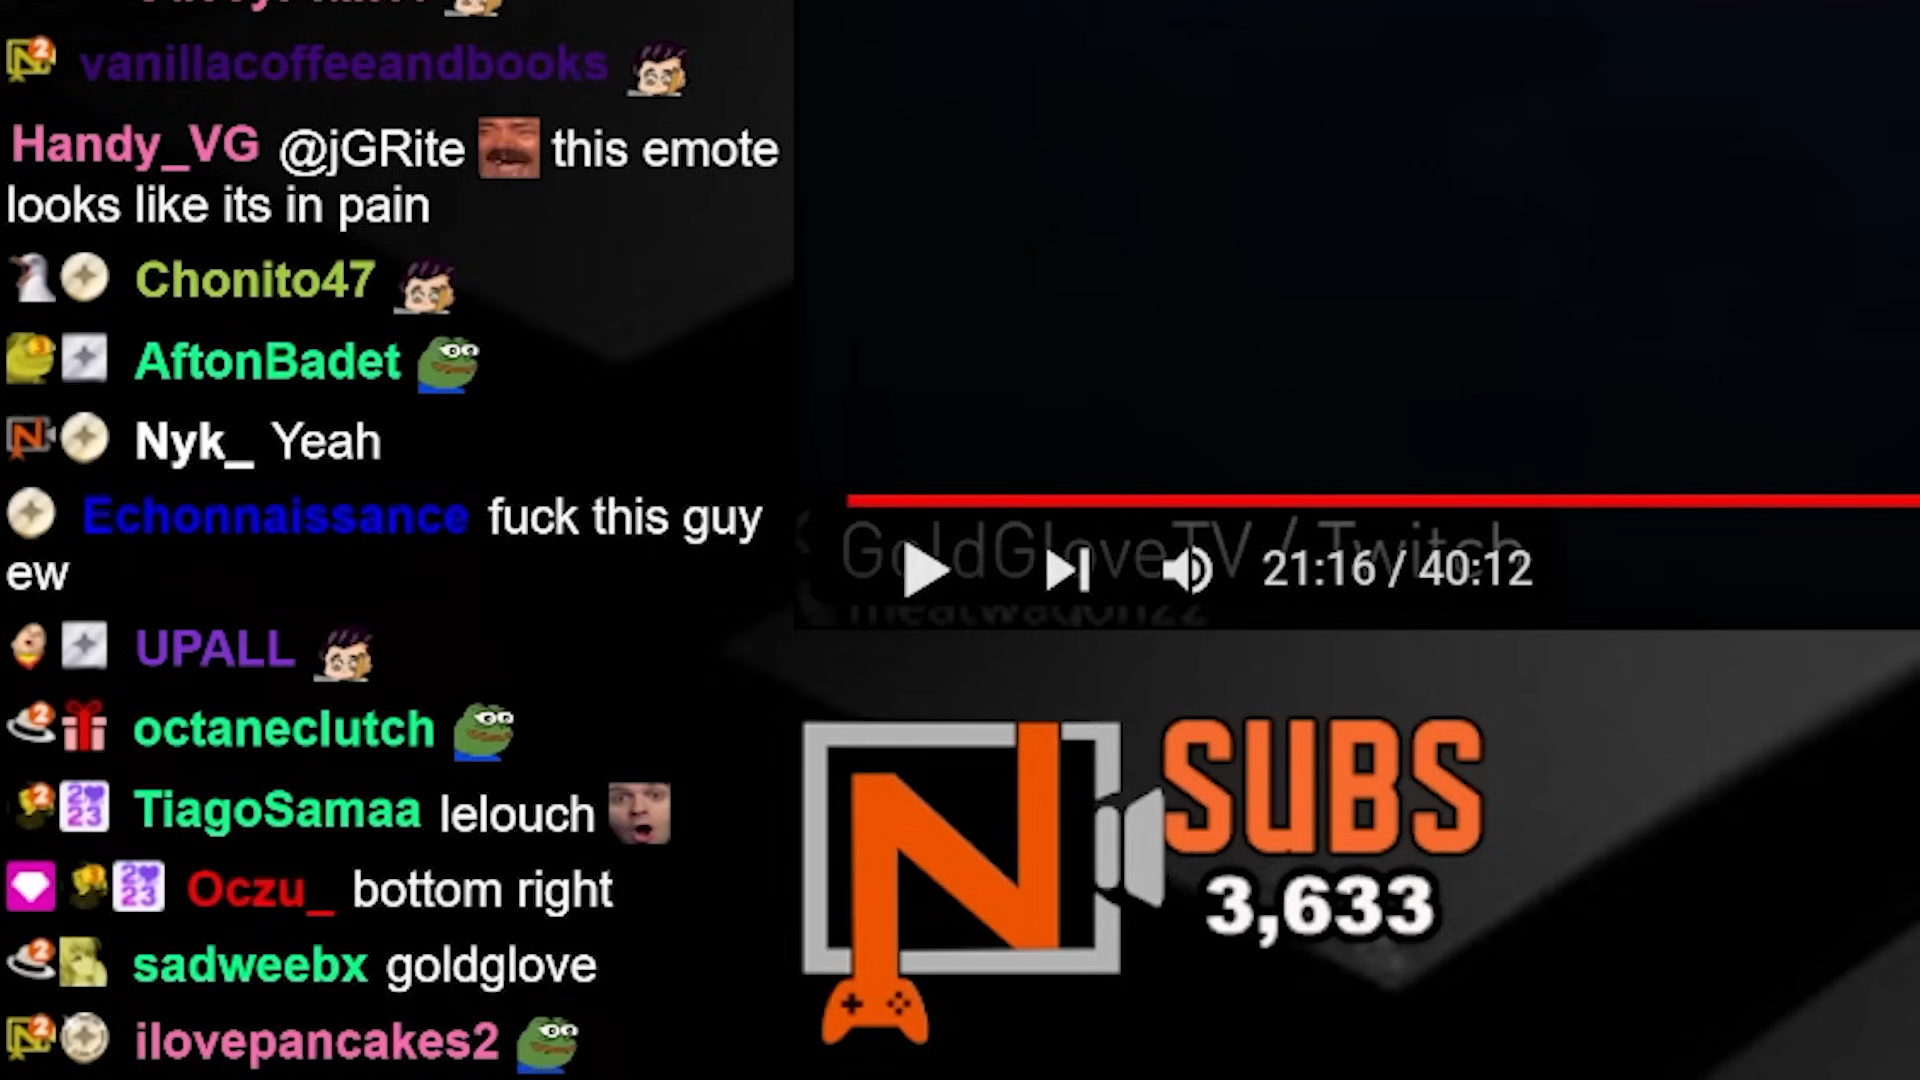 vanillacoffeeandbooks
Handy_VG @jGRite this emote
looks like its in pain
Chonito47
AftonBadet
Nyk_ Yeah
Echonnaissance fuck this guy
ew
UPALL
octaneclutch
TiagoSamaa lelouch
Oczu_ bottom right
sadweebx goldglove
ilovepancakes2
GoldGloveTV / Twitch
21:16 / 40:12
meatwagon22
SUBS
3,633